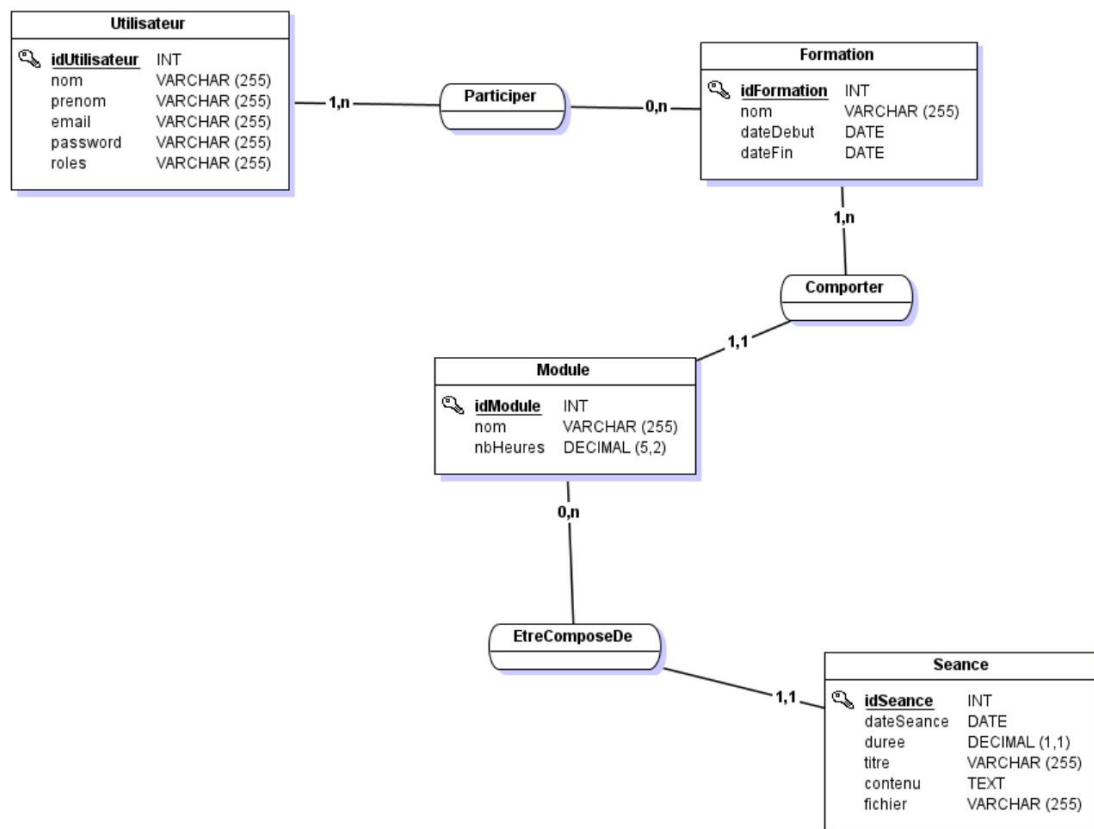 Utilisateur
idUtilisateur INT
nom VARCHAR (255)
prenom VARCHAR (255)
email VARCHAR (255)
password VARCHAR (255)
roles VARCHAR (255)
1,n
Participer
0,n
Formation
idFormation INT
nom VARCHAR (255)
dateDebut DATE
dateFin DATE
1,n
Comporter
1,1
Module
idModule INT
nom VARCHAR (255)
nbHeures DECIMAL (5,2)
0,n
EtreComposeDe
1,1
Seance
idSeance INT
dateSeance DATE
duree DECIMAL (1,1)
titre VARCHAR (255)
contenu TEXT
fichier VARCHAR (255)